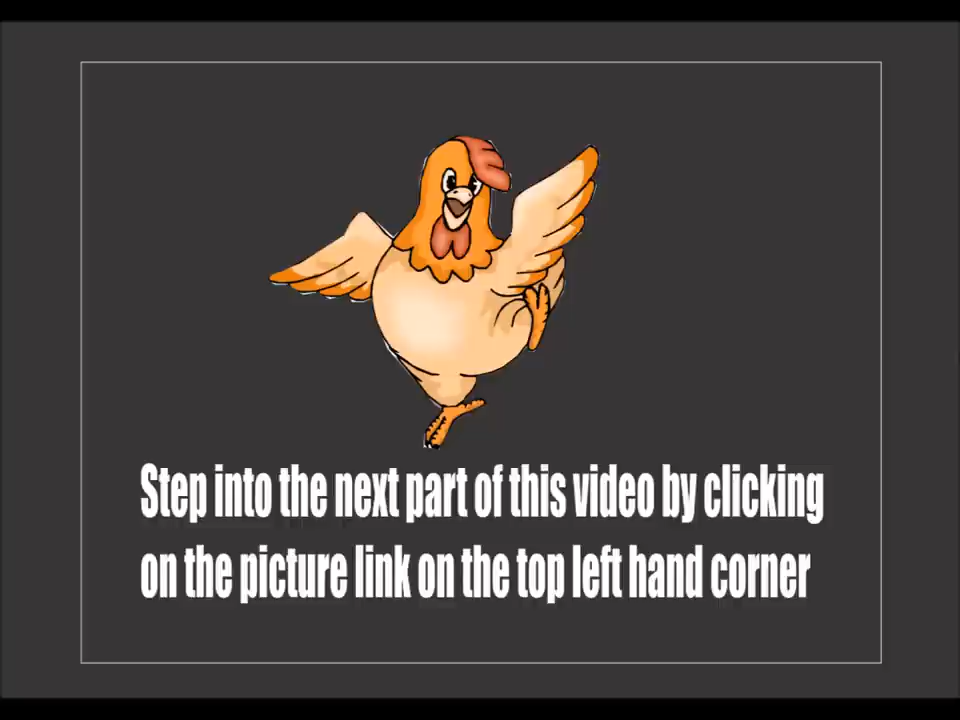 Step into the next part of this video by clicking
on the picture link on the top left hand corner